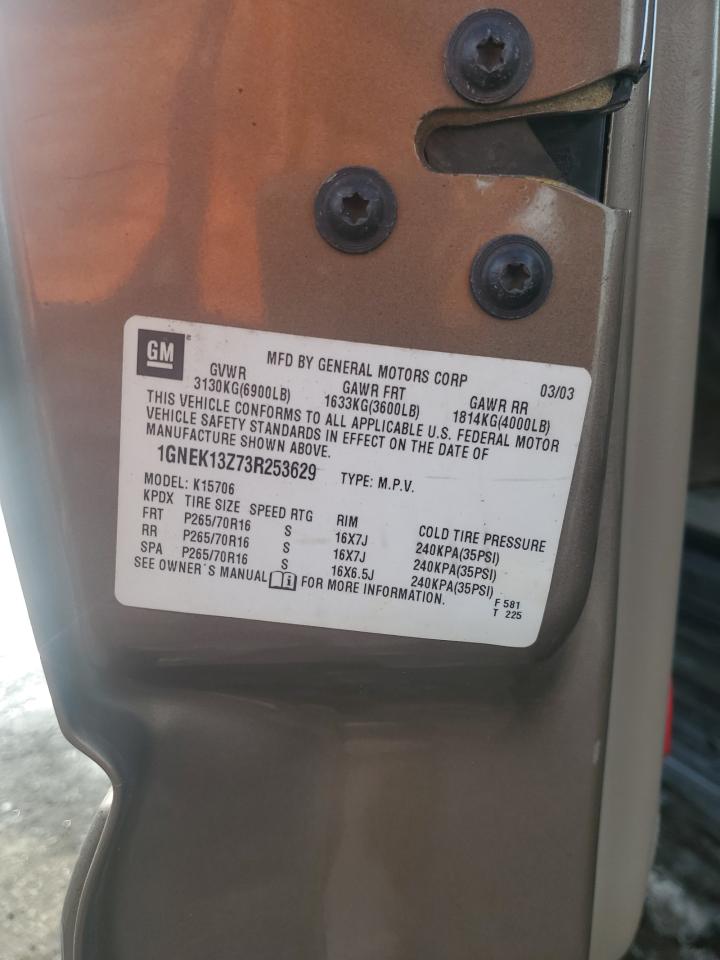 GM
MFD BY GENERAL MOTORS CORP 03/03
GVWR GAWR FRT GAWR RR
3130KG(6900LB) 1633KG(3600LB) 1814KG(4000LB)
THIS VEHICLE CONFORMS TO ALL APPLICABLE U.S. FEDERAL MOTOR
VEHICLE SAFETY STANDARDS IN EFFECT ON THE DATE OF
MANUFACTURE SHOWN ABOVE.
1GNEK13Z73R253629 TYPE: M.P.V.
MODEL: K15706
KPDX TIRE SIZE SPEED RTG RIM COLD TIRE PRESSURE
FRT P265/70R16 S 16X7J 240KPA(35PSI)
RR P265/70R16 S 16X7J 240KPA(35PSI)
SPA P265/70R16 S 16X6.5J 240KPA(35PSI)
SEE OWNER'S MANUAL FOR MORE INFORMATION.
F 581
T 225